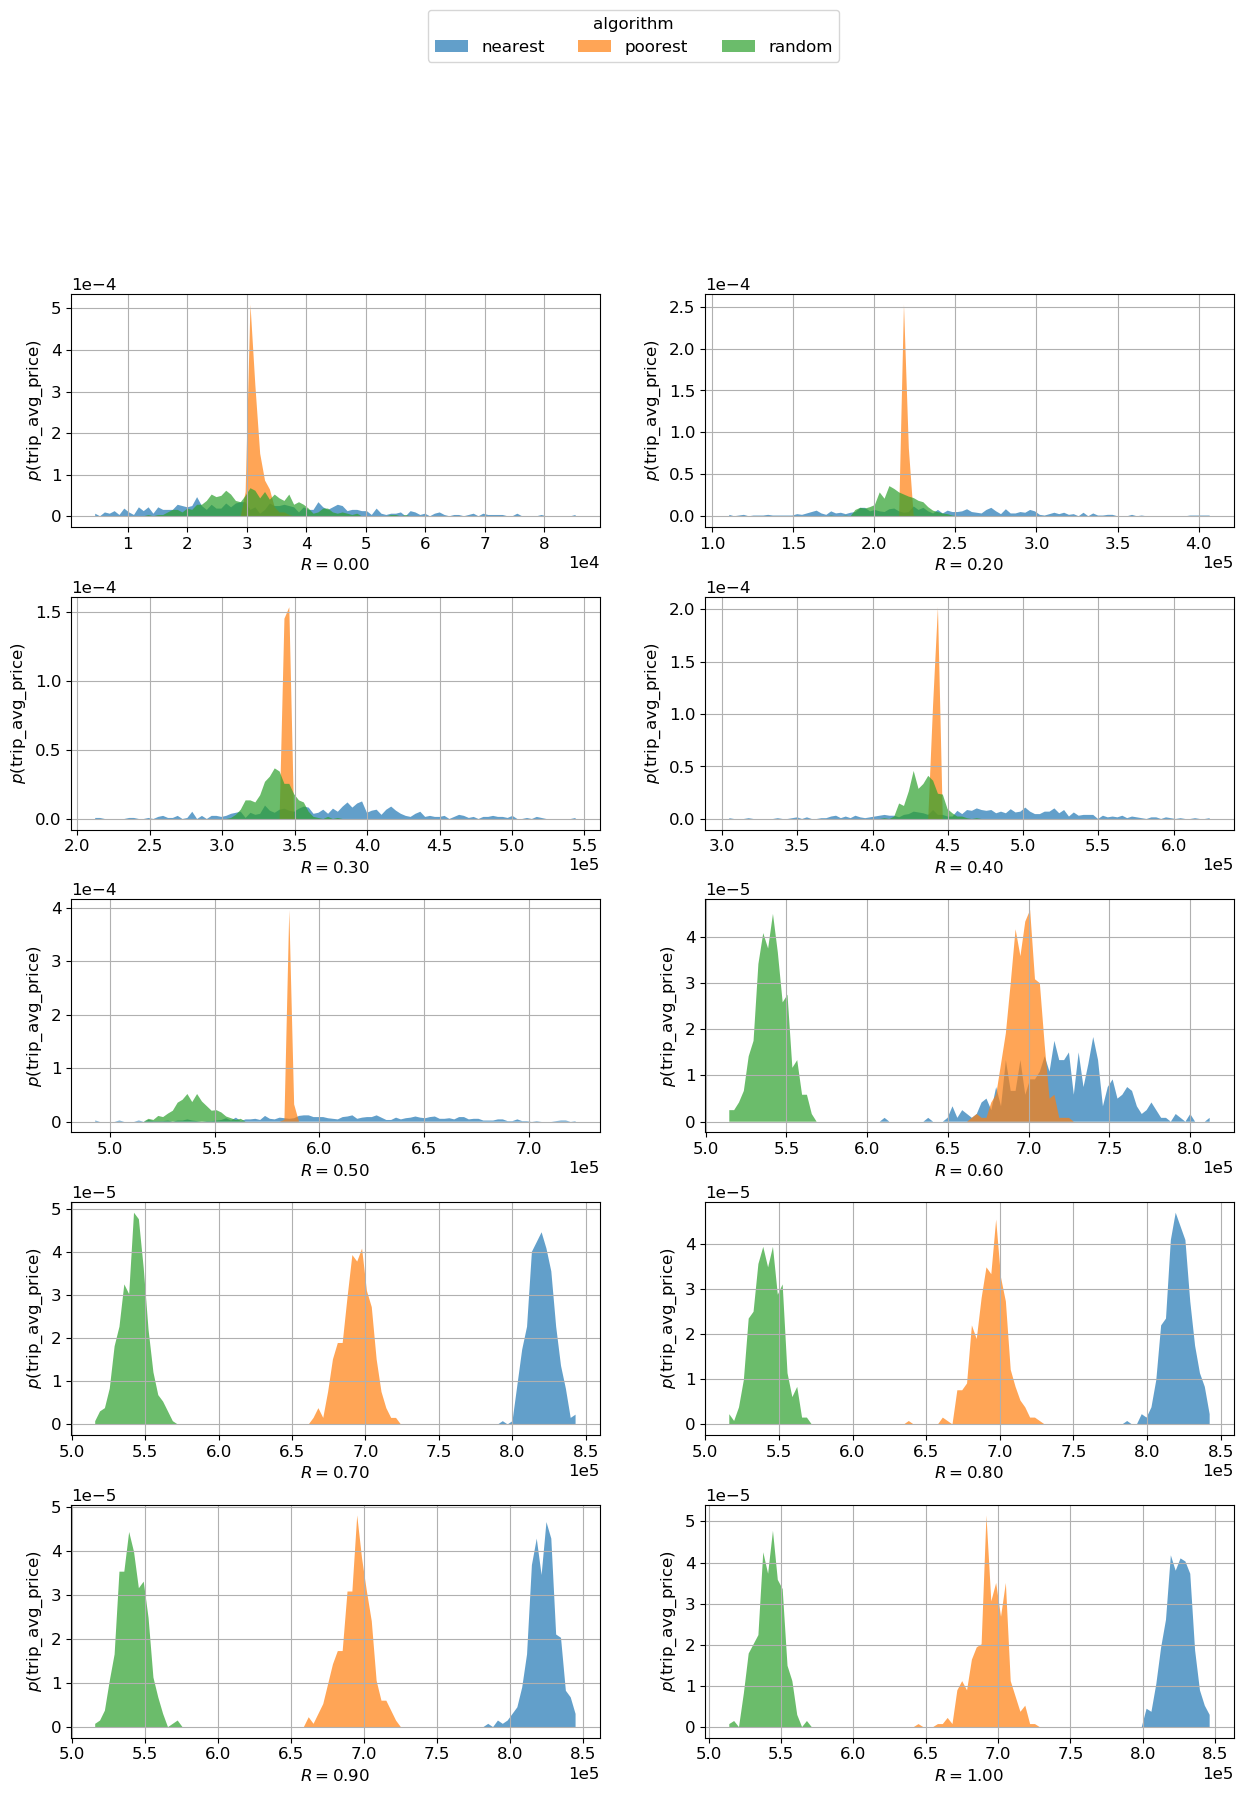 algorithm
nearest poorest random
1e−4
5
4
3
2
1
0
p(trip_avg_price)
1 2 3 4 5 6 7 8
1e4
R = 0.00
1e−4
2.5
2.0
1.5
1.0
0.5
0.0
p(trip_avg_price)
1.0 1.5 2.0 2.5 3.0 3.5 4.0
1e5
R = 0.20
1e−4
1.5
1.0
0.5
0.0
p(trip_avg_price)
2.0 2.5 3.0 3.5 4.0 4.5 5.0 5.5
1e5
R = 0.30
1e−4
2.0
1.5
1.0
0.5
0.0
p(trip_avg_price)
3.0 3.5 4.0 4.5 5.0 5.5 6.0
1e5
R = 0.40
1e−4
4
3
2
1
0
p(trip_avg_price)
5.0 5.5 6.0 6.5 7.0
1e5
R = 0.50
1e−5
4
3
2
1
0
p(trip_avg_price)
5.0 5.5 6.0 6.5 7.0 7.5 8.0
1e5
R = 0.60
1e−5
5
4
3
2
1
0
p(trip_avg_price)
5.0 5.5 6.0 6.5 7.0 7.5 8.0 8.5
1e5
R = 0.70
1e−5
4
3
2
1
0
p(trip_avg_price)
5.0 5.5 6.0 6.5 7.0 7.5 8.0 8.5
1e5
R = 0.80
1e−5
5
4
3
2
1
0
p(trip_avg_price)
5.0 5.5 6.0 6.5 7.0 7.5 8.0 8.5
1e5
R = 0.90
1e−5
5
4
3
2
1
0
p(trip_avg_price)
5.0 5.5 6.0 6.5 7.0 7.5 8.0 8.5
1e5
R = 1.00